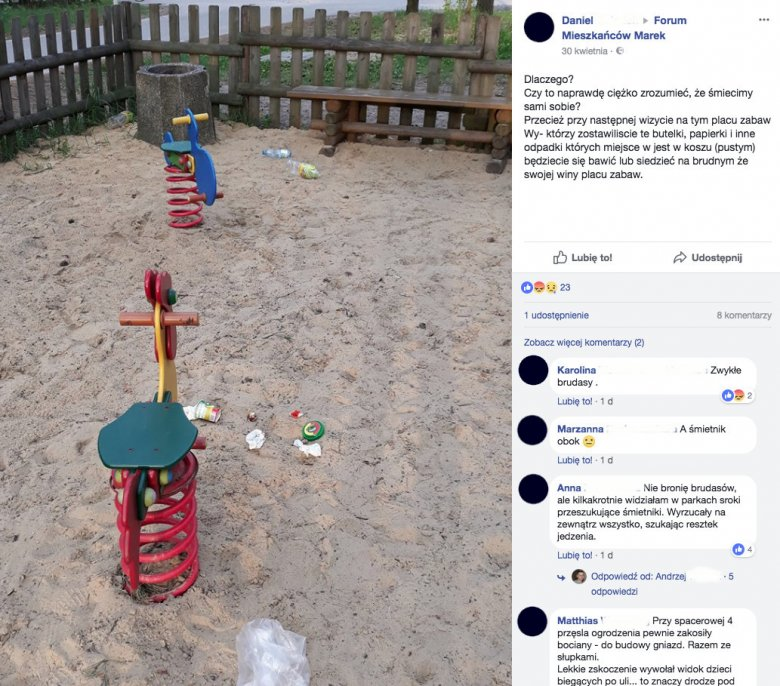 Daniel ▸ Forum
Mieszkańców Marek
30 kwietnia ·
Dlaczego?
Czy to naprawdę ciężko zrozumieć, że śmiecimy
sami sobie?
Przecież przy następnej wizycie na tym placu zabaw
Wy- którzy zostawiliscie te butelki, papierki i inne
odpadki których miejsce w jest w koszu (pustym)
będziecie się bawić lub siedzieć na brudnym że
swojej winy placu zabaw.
Lubię to! Udostępnij
23
1 udostępnienie 8 komentarzy
Zobacz więcej komentarzy (2)
Karolina Zwykłe
brudasy .
2
Lubię to! · 1 d
Marzanna A śmietnik
obok
Lubię to! · 1 d
Anna Nie bronię brudasów,
ale kilkakrotnie widziałam w parkach sroki
przeszukujące śmietniki. Wyrzucały na
zewnątrz wszystko, szukając resztek
jedzenia.
4
Lubię to! · 1 d
Odpowiedź od: Andrzej · 5
odpowiedzi
Matthias Przy spacerowej 4
przęsla ogrodzenia pewnie zakosiły
bociany - do budowy gniazd. Razem ze
słupkami.
Lekkie zskoczenie wywołał widok dzieci
biegających po uli... to znaczy drodze pod